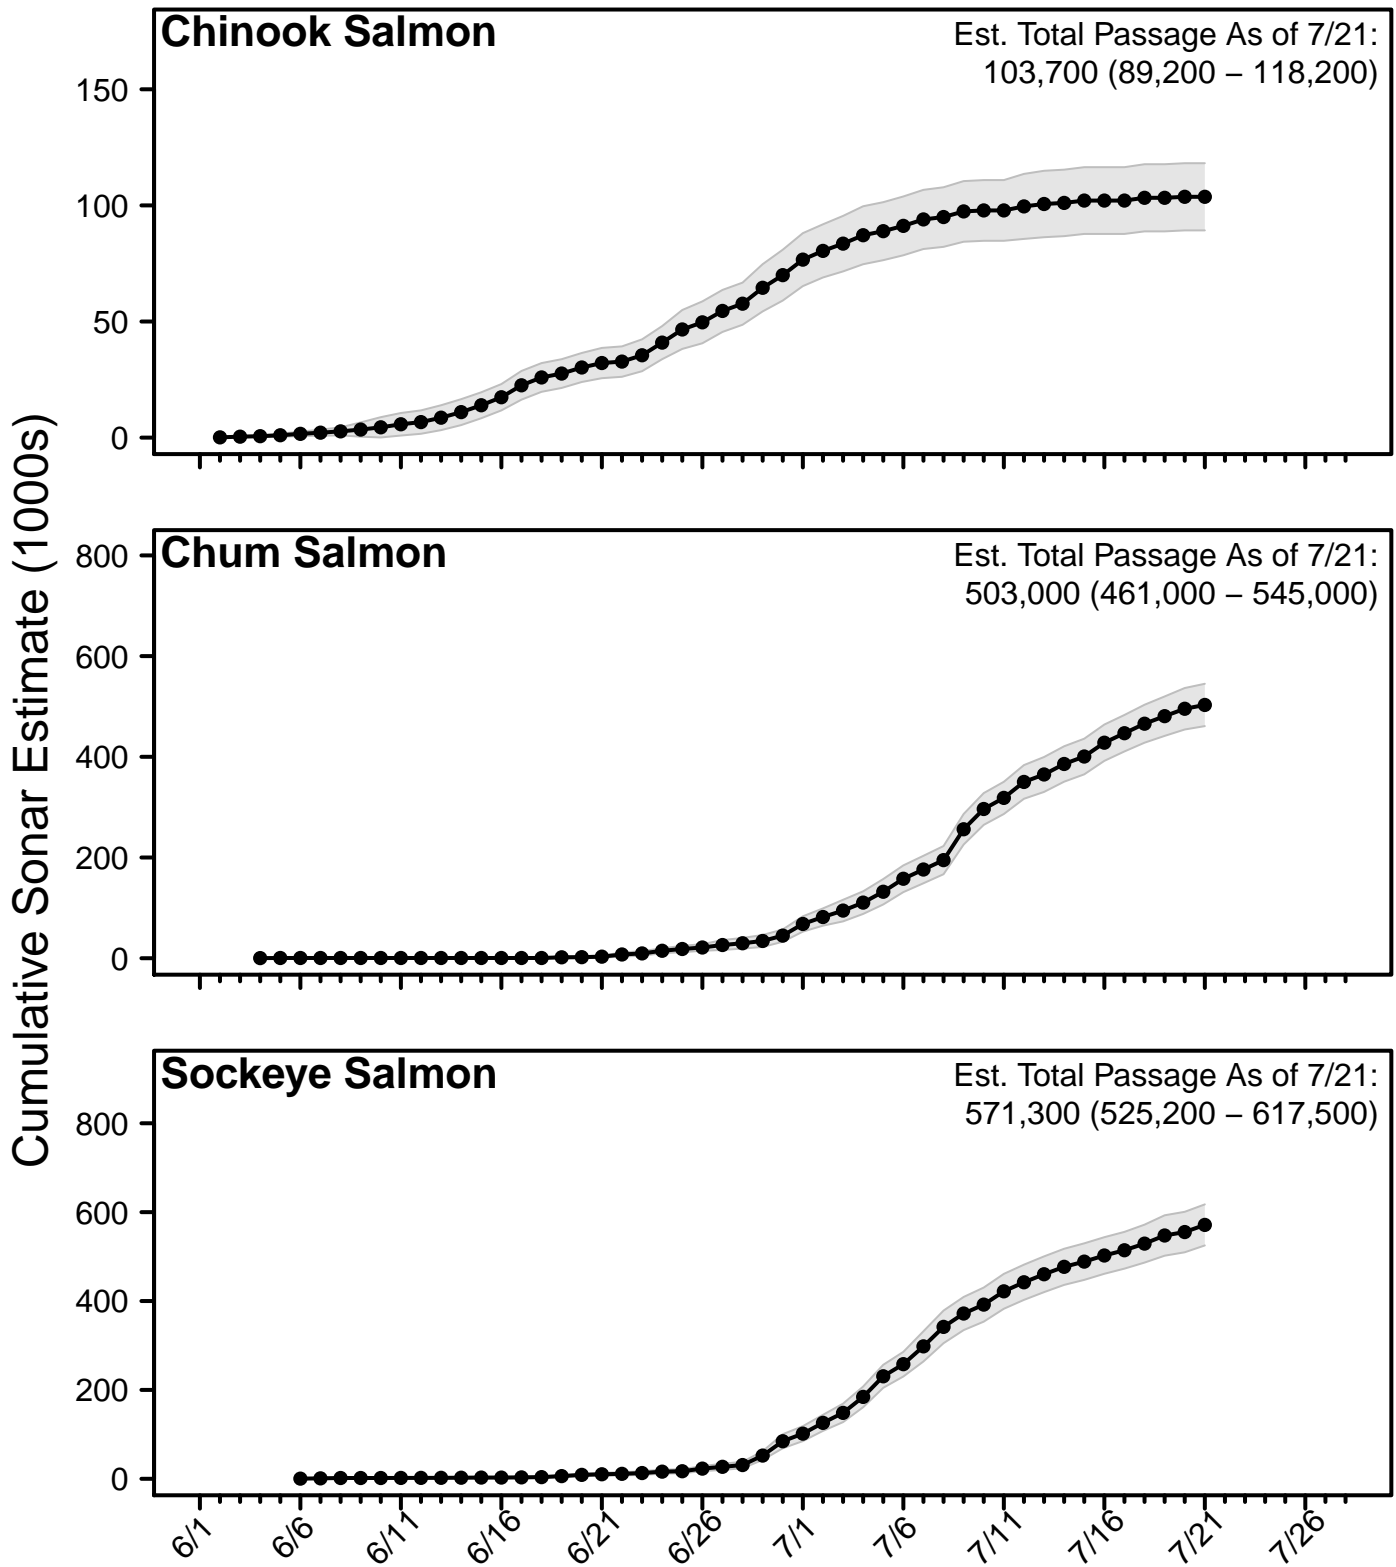 Cumulative Sonar Estimate (1000s)
Chinook Salmon
Est. Total Passage As of 7/21:
103,700 (89,200 – 118,200)
150
100
50
0
Chum Salmon
Est. Total Passage As of 7/21:
503,000 (461,000 – 545,000)
800
600
400
200
0
Sockeye Salmon
Est. Total Passage As of 7/21:
571,300 (525,200 – 617,500)
800
600
400
200
0
6/1 6/6 6/11 6/16 6/21 6/26 7/1 7/6 7/11 7/16 7/21 7/26